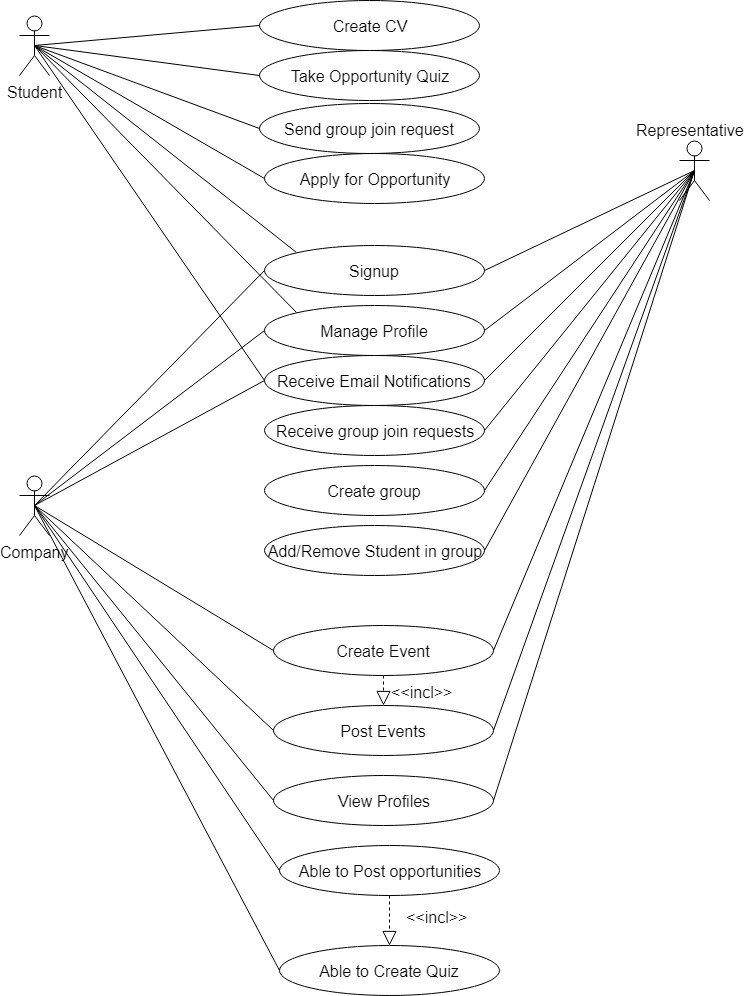 Create CV
Student
Take Opportunity Quiz
Send group join request
Representative
Apply for Opportunity
Signup
Manage Profile
Receive Email Notifications
Receive group join requests
Create group
Company
Add/Remove Student in group
Create Event
<<incl>>
Post Events
View Profiles
Able to Post opportunities
<<incl>>
Able to Create Quiz